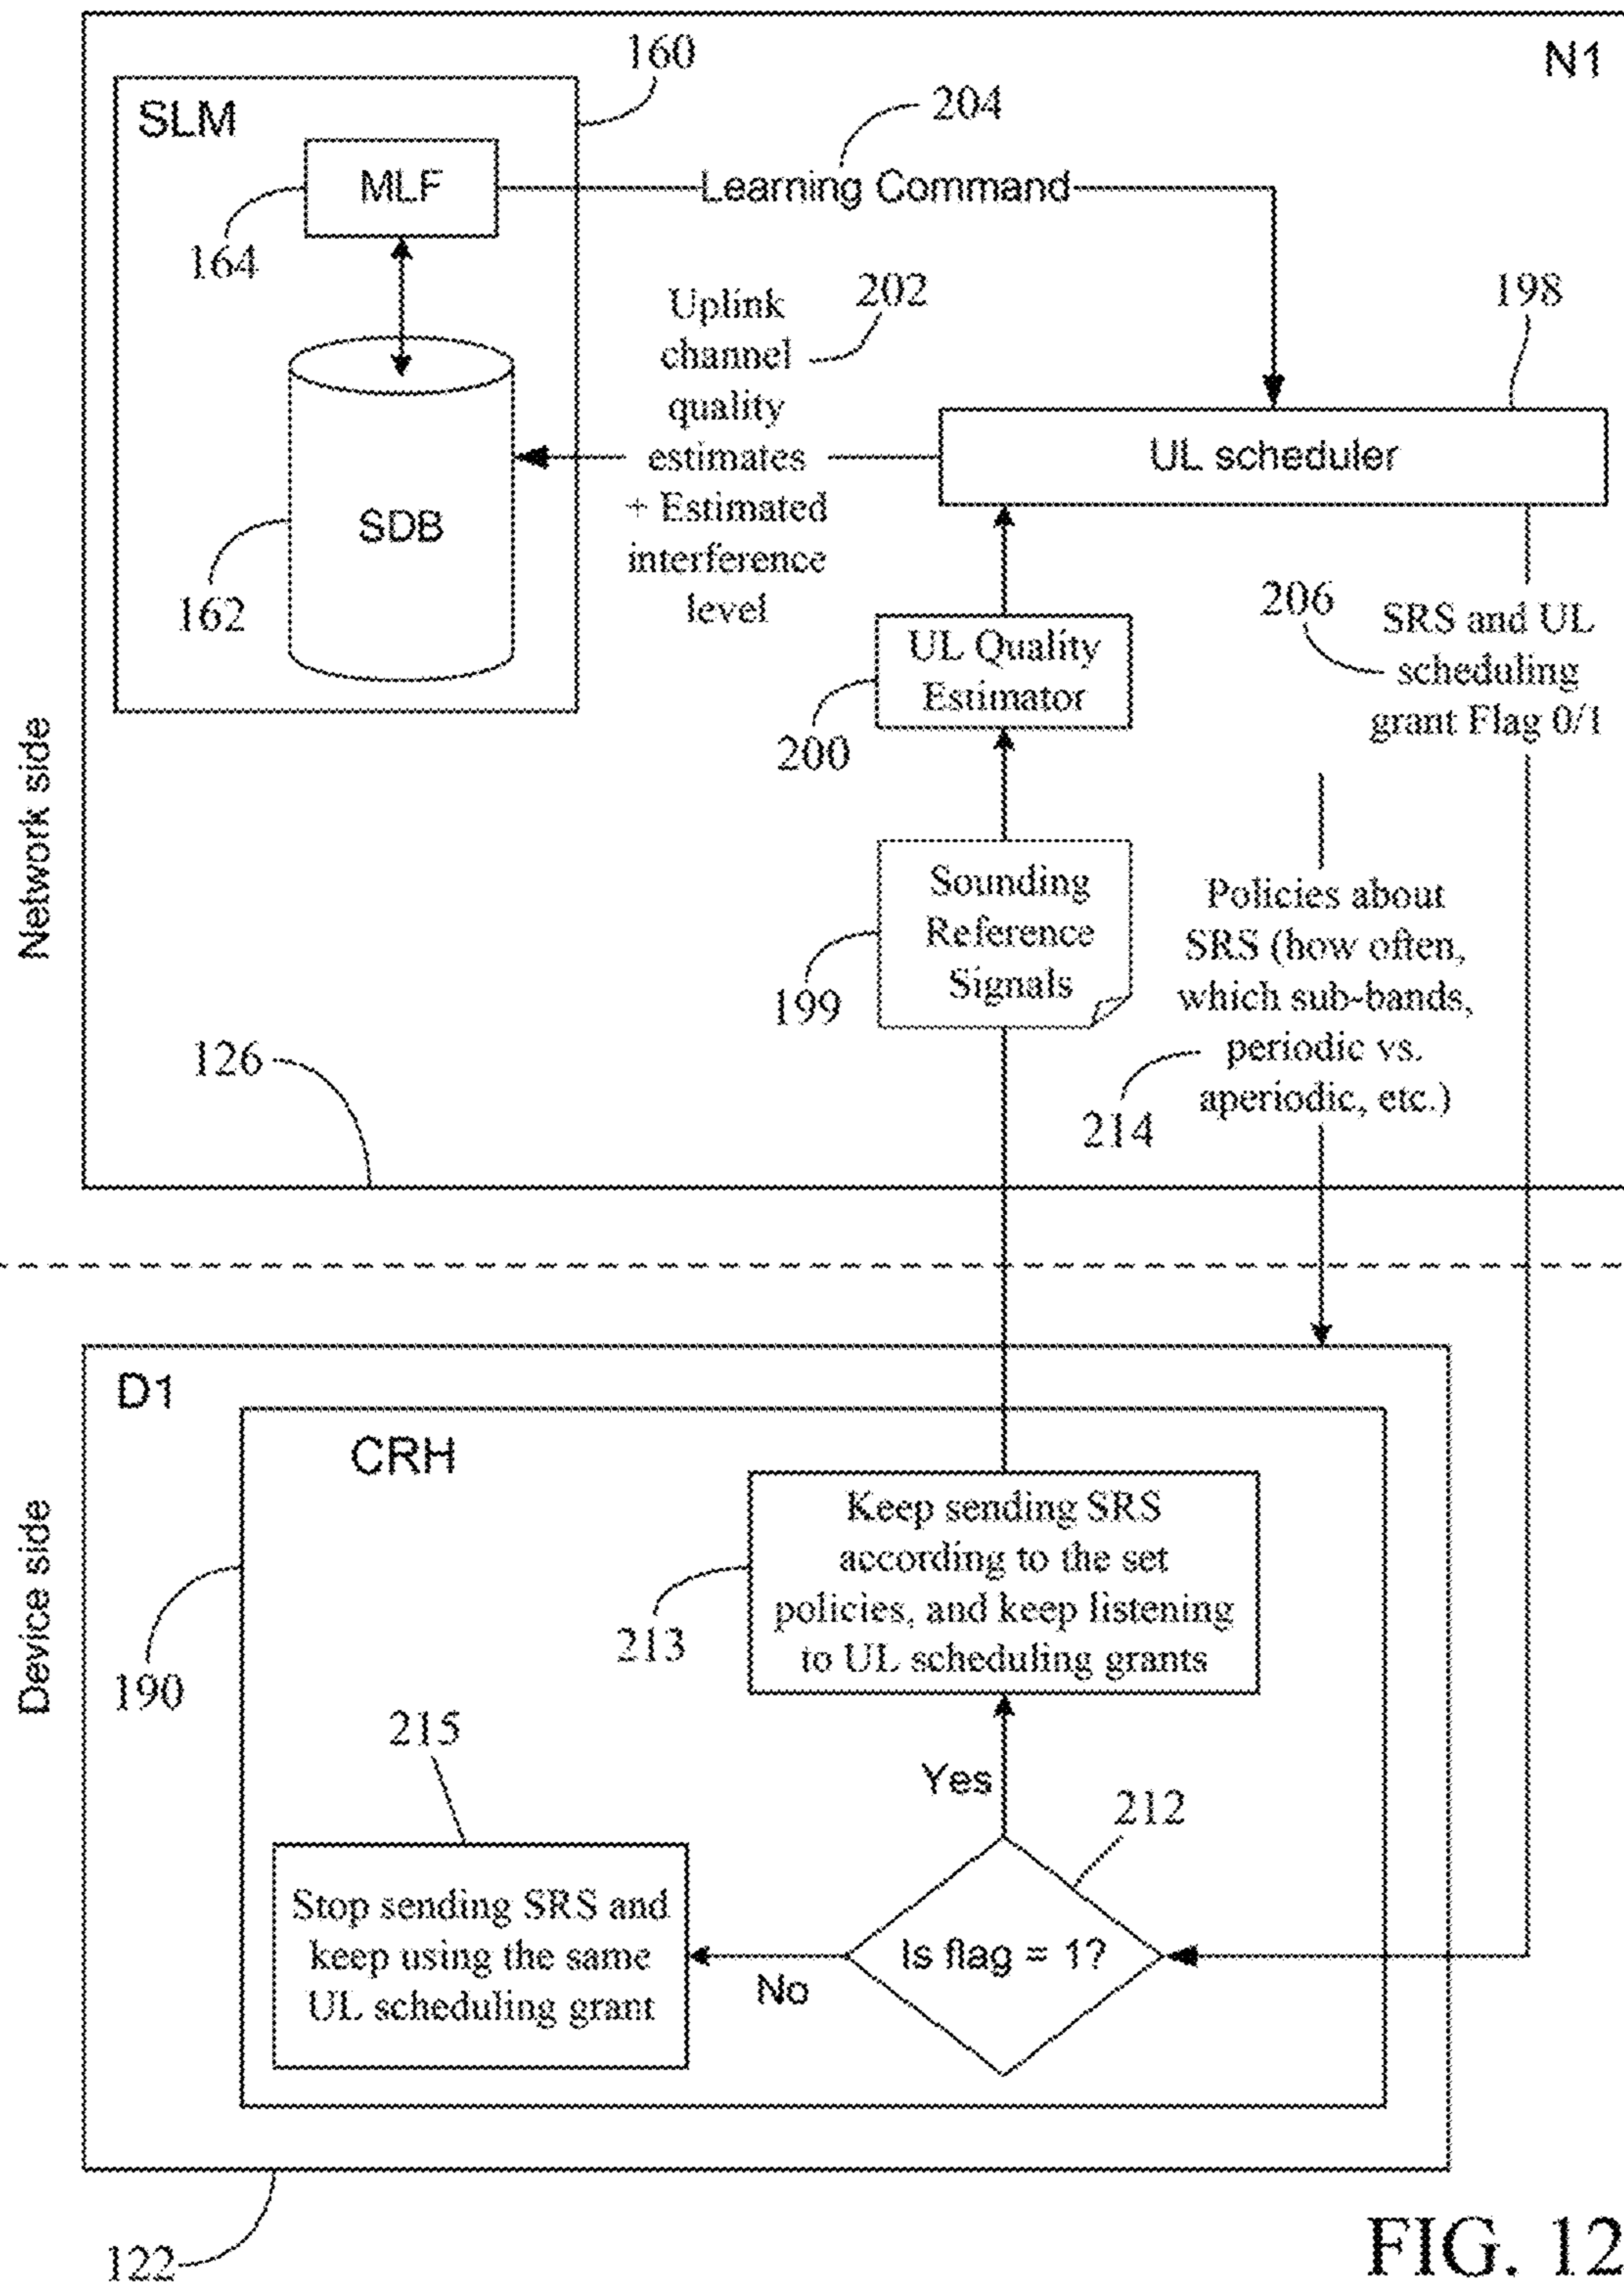 N1
160
SLM
204
MLF
Learning Command
164
Uplink
channel
quality
estimates
+ Estimated
interference
level
202
198
UL scheduler
SDB
162
206
SRS and UL
scheduling
grant Flag 0/1
UL Quality
Estimator
200
Sounding
Reference
Signals
199
Policies about
SRS (how often,
which sub-bands,
periodic vs.
aperiodic, etc.)
214
126
Network side
Device side
D1
CRH
Keep sending SRS
according to the set
policies, and keep listening
to UL scheduling grants
213
190
215
Yes
212
Stop sending SRS and
keep using the same
UL scheduling grant
No
Is flag = 1?
122
FIG. 12